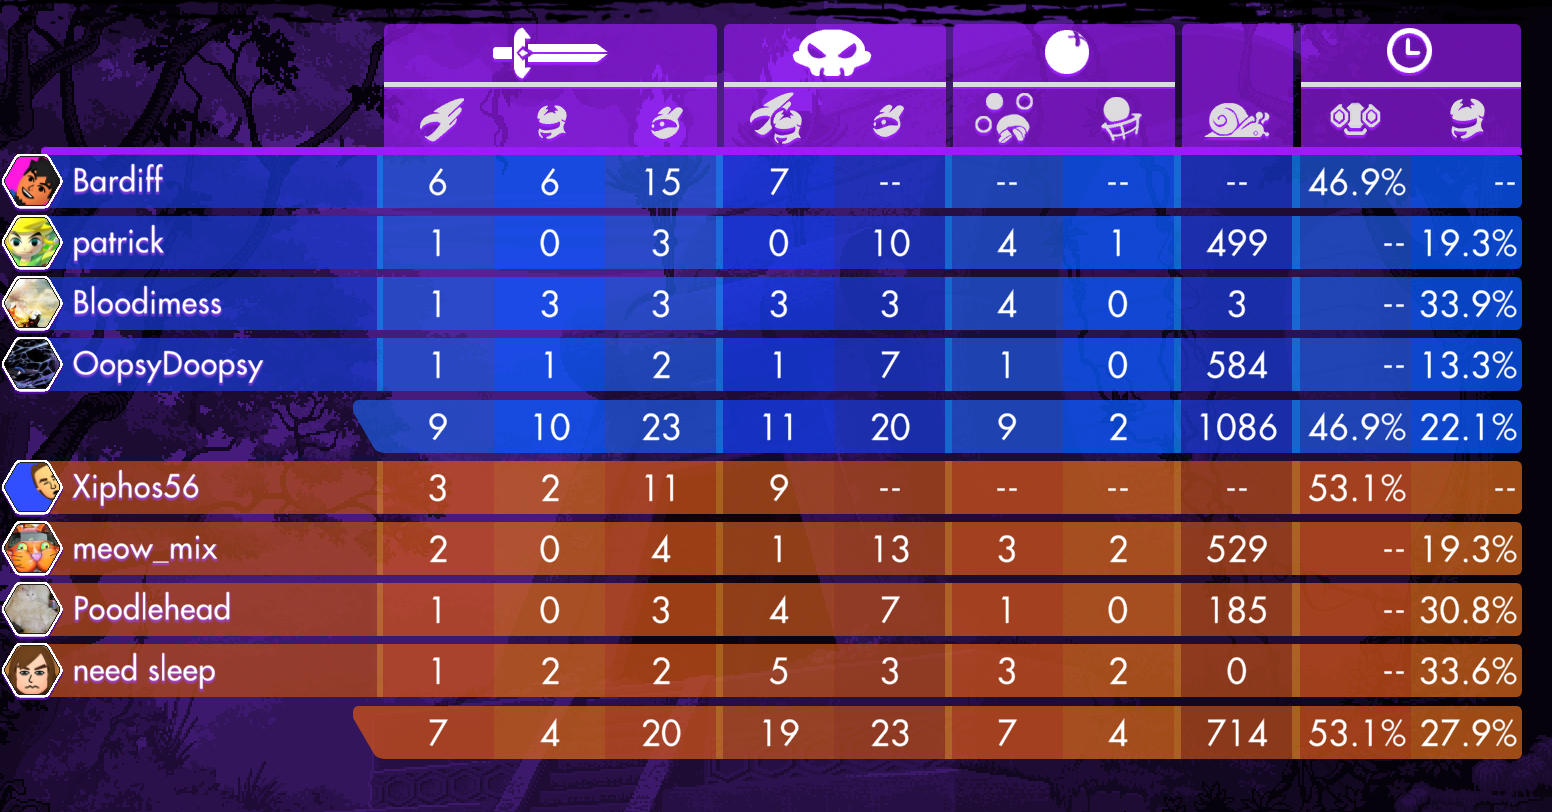 Bardiff 6 6 15 7 -- -- -- -- 46.9% --
patrick 1 0 3 0 10 4 1 499 -- 19.3%
Bloodimess 1 3 3 3 3 4 0 3 -- 33.9%
OopsyDoopsy 1 1 2 1 7 1 0 584 -- 13.3%
9 10 23 11 20 9 2 1086 46.9% 22.1%
Xiphos56 3 2 11 9 -- -- -- -- 53.1% --
meow_mix 2 0 4 1 13 3 2 529 -- 19.3%
Poodlehead 1 0 3 4 7 1 0 185 -- 30.8%
need sleep 1 2 2 5 3 3 2 0 -- 33.6%
7 4 20 19 23 7 4 714 53.1% 27.9%